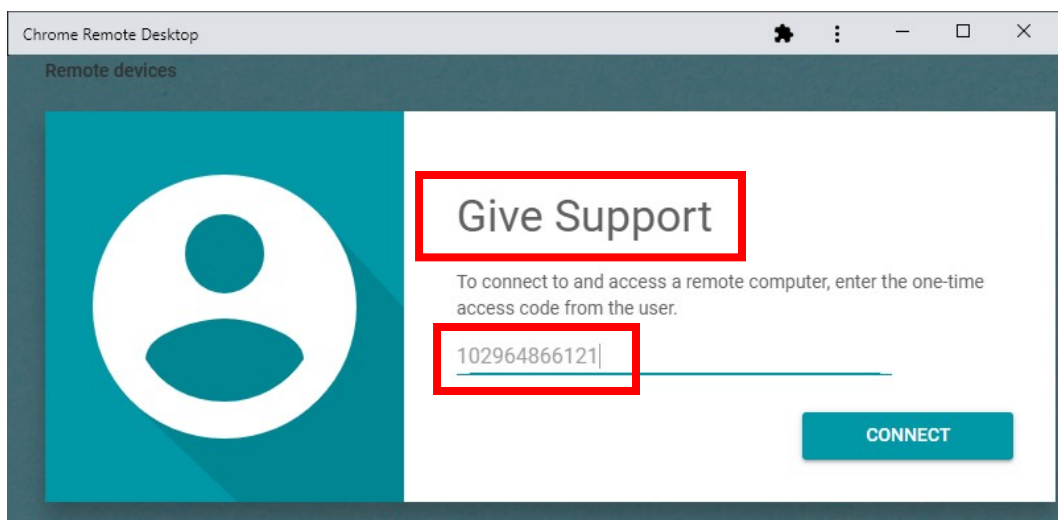 Chrome Remote Desktop
Remote devices
Give Support
To connect to and access a remote computer, enter the one-time
access code from the user.
102964866121
CONNECT